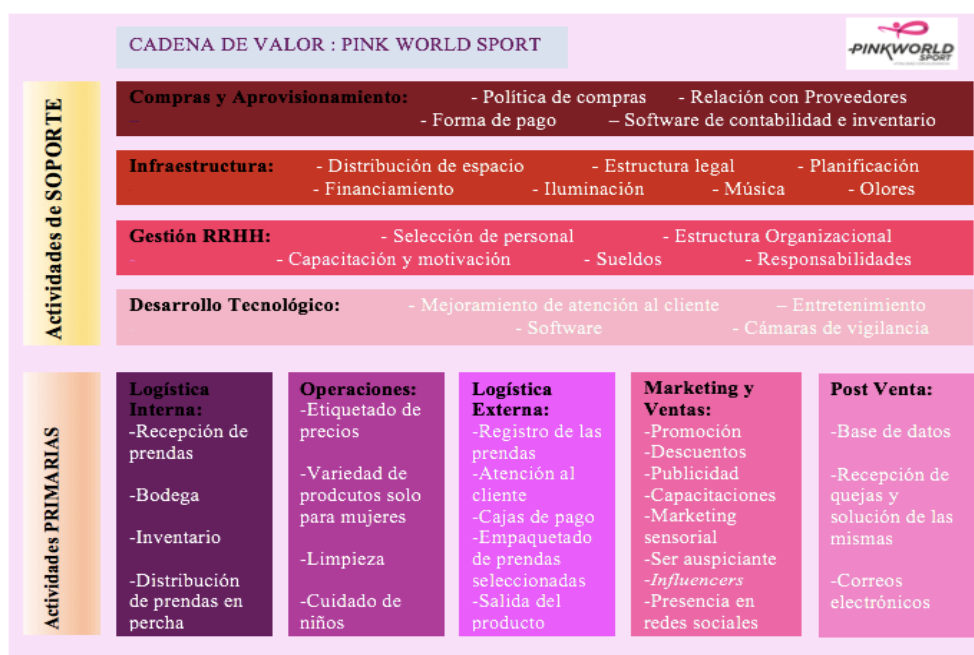 CADENA DE VALOR : PINK WORLD SPORT
PINKWORLD
SPORT
Actividades de SOPORTE
Compras y Aprovisionamiento: - Política de compras - Relación con Proveedores
- Forma de pago – Software de contabilidad e inventario
Infraestructura: - Distribución de espacio - Estructura legal - Planificación
- Financiamiento - Iluminación - Música - Olores
Gestión RRHH: - Selección de personal - Estructura Organizacional
- Capacitación y motivación - Sueldos - Responsabilidades
Desarrollo Tecnológico: - Mejoramiento de atención al cliente – Entretenimiento
- Software - Cámaras de vigilancia
Actividades PRIMARIAS
Logística
Interna:
-Recepción de
prendas
-Bodega
-Inventario
-Distribución
de prendas en
percha
Operaciones:
-Etiquetado de
precios
-Variedad de
prodcutos solo
para mujeres
-Limpieza
-Cuidado de
niños
Logística
Externa:
-Registro de las
prendas
-Atención al
cliente
-Cajas de pago
-Empaquetado
de prendas
seleccionadas
-Salida del
producto
Marketing y
Ventas:
-Promoción
-Descuentos
-Publicidad
-Capacitaciones
-Marketing
sensorial
-Ser auspiciante
-Influencers
-Presencia en
redes sociales
Post Venta:
-Base de datos
-Recepción de
quejas y
solución de las
mismas
-Correos
electrónicos